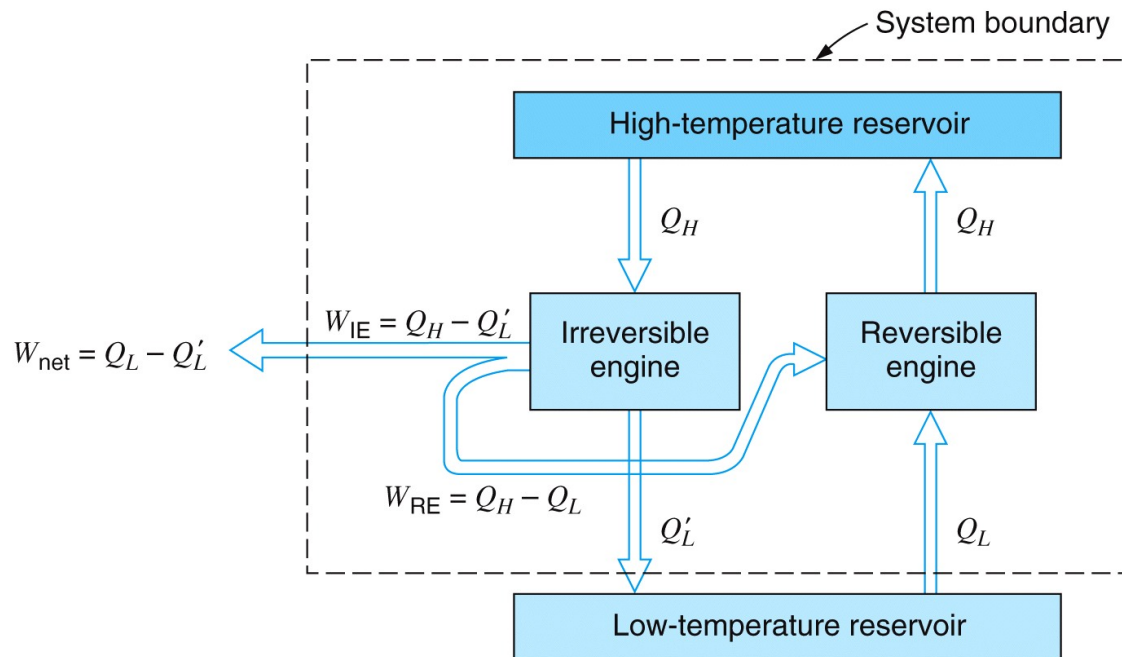 System boundary
High-temperature reservoir
Q_H
Q_H
W_IE = Q_H − Q′_L
Irreversible
engine
Reversible
engine
W_net = Q_L − Q′_L
W_RE = Q_H − Q_L
Q′_L
Q_L
Low-temperature reservoir